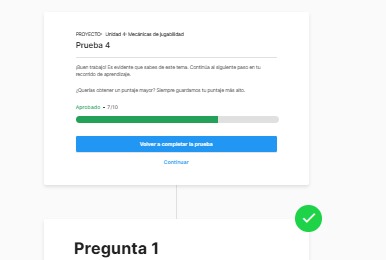 PROYECTO: Unidad 4: Mecánicas de jugabilidad
Prueba 4
¡Buen trabajo! Es evidente que sabes de este tema. Continúa al siguiente paso en tu
recorrido de aprendizaje.
¿Querías obtener un puntaje mayor? Siempre guardamos tu puntaje más alto.
Aprobado • 7/10
Volver a completar la prueba
Continuar
Pregunta 1